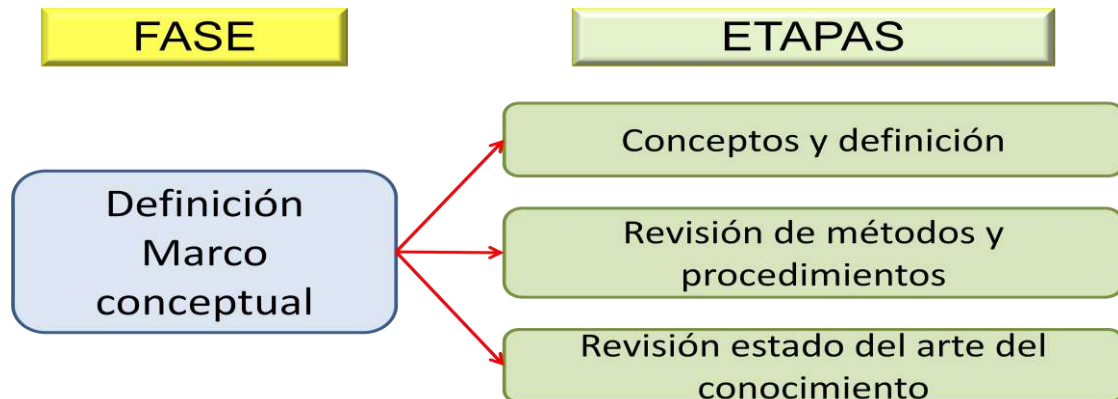 FASE
ETAPAS
Definición
Marco
conceptual
Conceptos y definición
Revisión de métodos y
procedimientos
Revisión estado del arte del
conocimiento